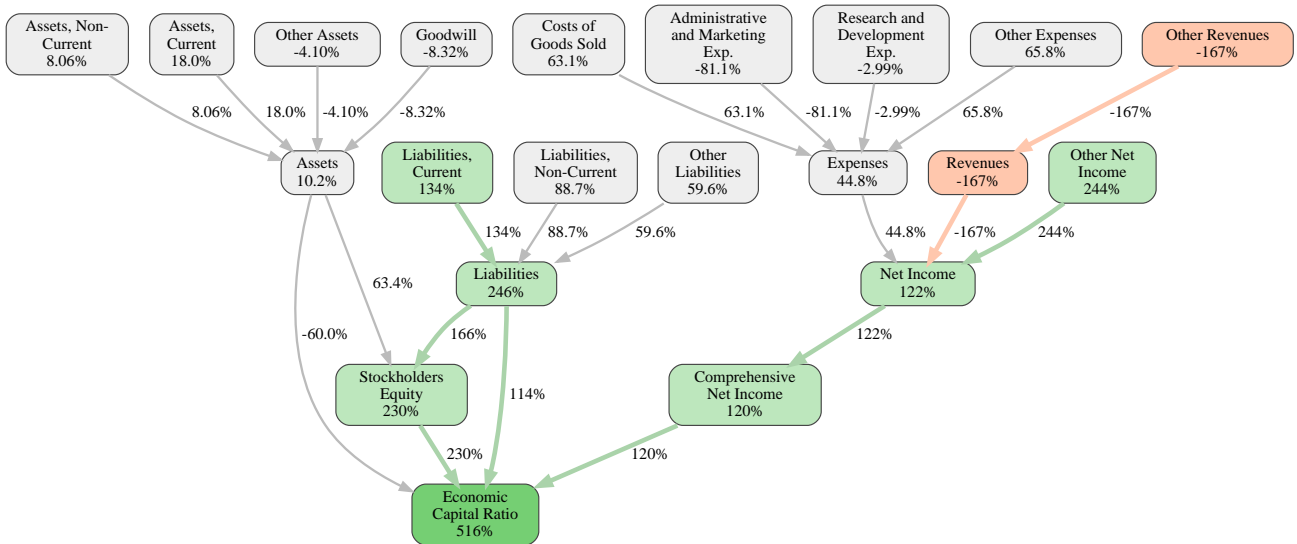 Assets, Non-
Current
8.06%
Assets,
Current
18.0%
Other Assets
-4.10%
Goodwill
-8.32%
Costs of
Goods Sold
63.1%
Administrative
and Marketing
Exp.
-81.1%
Research and
Development
Exp.
-2.99%
Other Expenses
65.8%
Other Revenues
-167%
8.06%
18.0%
-4.10%
-8.32%
63.1%
-81.1%
-2.99%
65.8%
-167%
Assets
10.2%
Liabilities,
Current
134%
Liabilities,
Non-Current
88.7%
Other
Liabilities
59.6%
Expenses
44.8%
Revenues
-167%
Other Net
Income
244%
134%
88.7%
59.6%
44.8%
-167%
244%
63.4%
Liabilities
246%
Net Income
122%
-60.0%
166%
122%
Stockholders
Equity
230%
114%
Comprehensive
Net Income
120%
230%
120%
Economic
Capital Ratio
516%